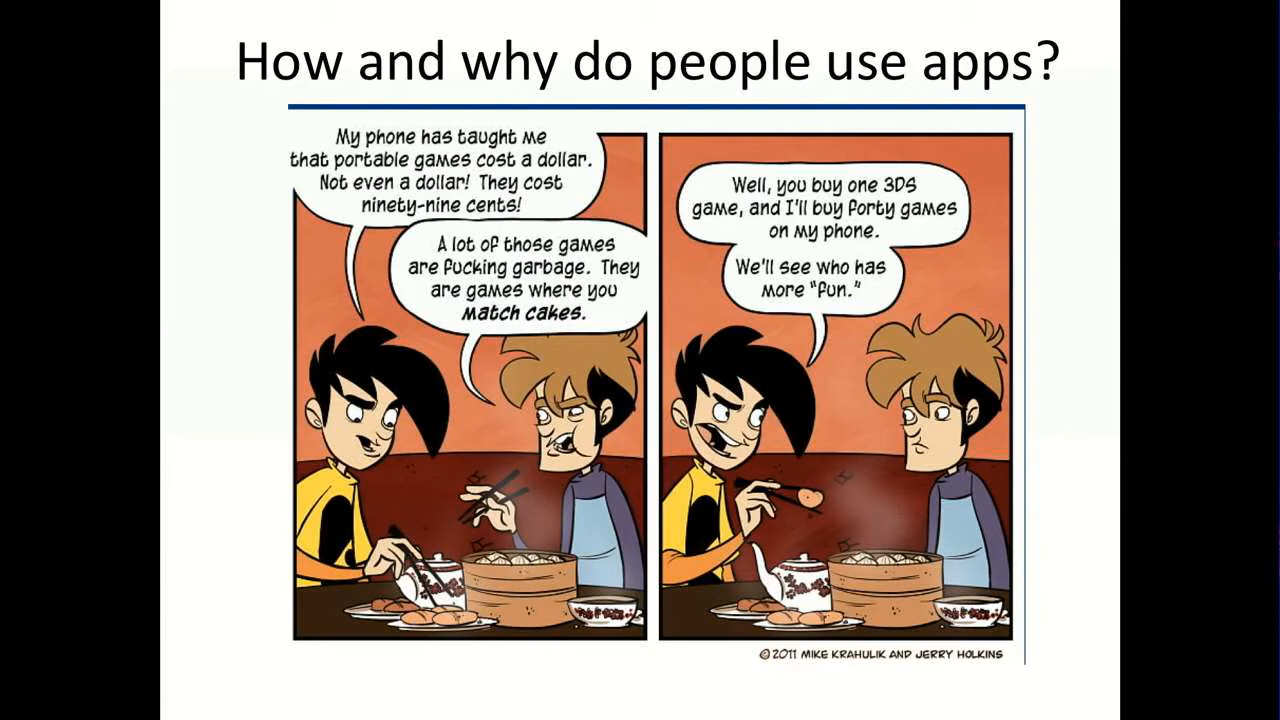 How and why do people use apps?
My phone has taught me
that portable games cost a dollar.
Not even a dollar! They cost
ninety-nine cents!
A lot of those games
are fucking garbage. They
are games where you
match cakes.
Well, you buy one 3DS
game, and I'll buy forty games
on my phone.
We'll see who has
more "fun."
© 2011 MIKE KRAHULIK AND JERRY HOLKINS